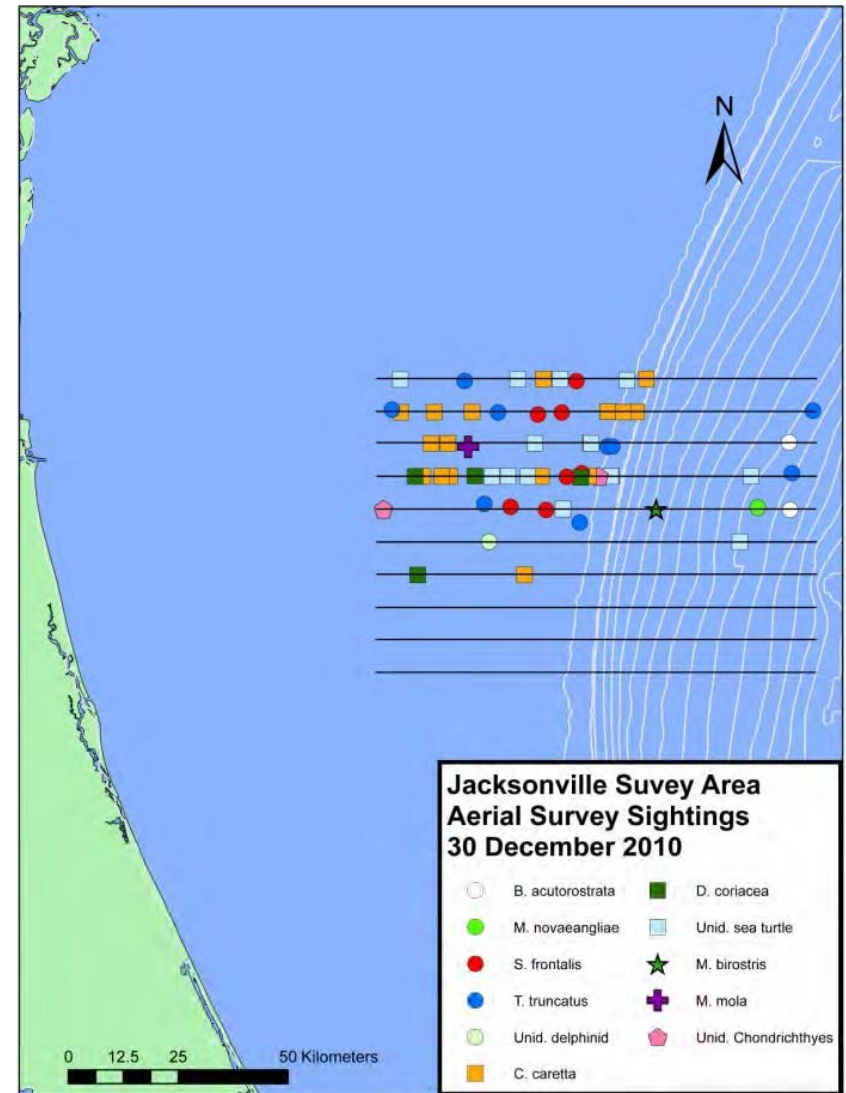 N
Jacksonville Suvey Area
Aerial Survey Sightings
30 December 2010
B. acutorostrata
D. coriacea
M. novaeangliae
Unid. sea turtle
S. frontalis
M. birostris
T. truncatus
M. mola
Unid. delphinid
Unid. Chondrichthyes
C. caretta
0 12.5 25 50 Kilometers